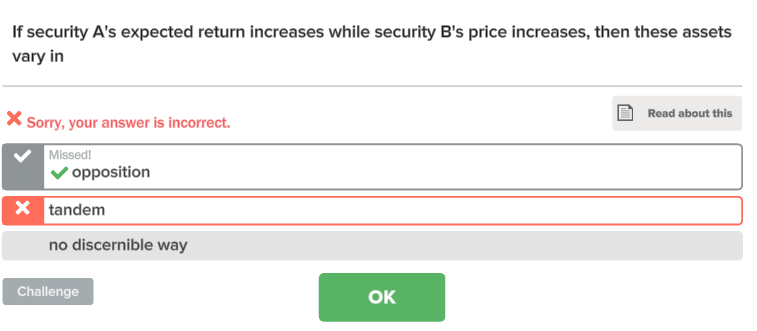 If security A's expected return increases while security B's price increases, then these assets
vary in
Sorry, your answer is incorrect.
Read about this
Missed!
opposition
tandem
no discernible way
Challenge
OK